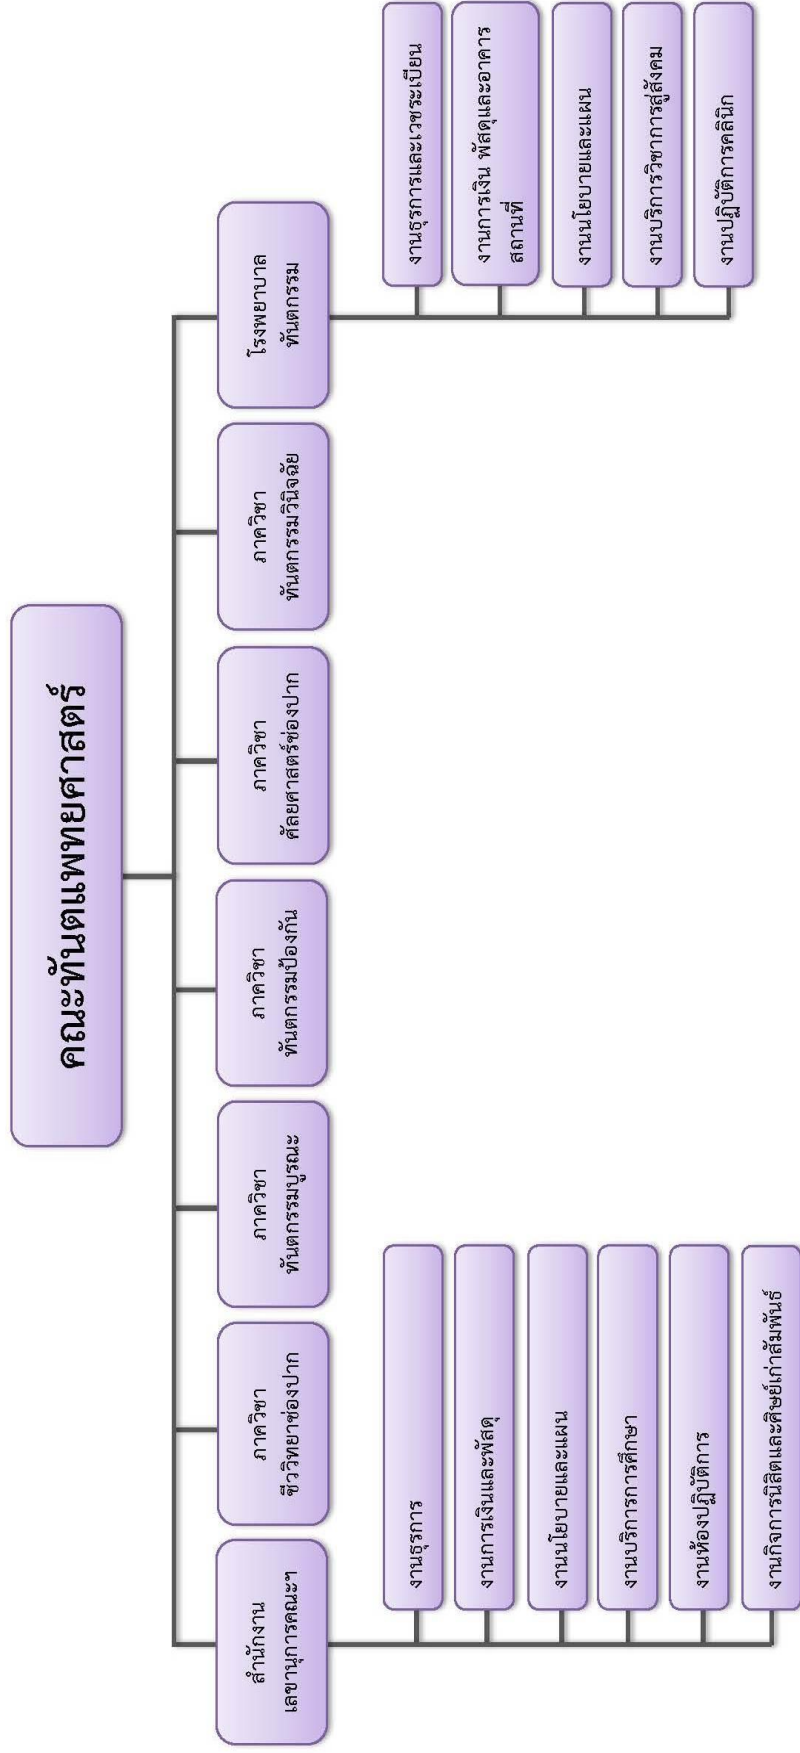 คณะทันตแพทยศาสตร์
สำนักงาน
เลขานุการคณะฯ
ภาควิชา
ชีววิทยาช่องปาก
ภาควิชา
ทันตกรรมบูรณะ
ภาควิชา
ทันตกรรมป้องกัน
ภาควิชา
ศัลยศาสตร์ช่องปาก
ภาควิชา
ทันตกรรมวินิจฉัย
โรงพยาบาล
ทันตกรรม
งานธุรการ
งานการเงินและพัสดุ
งานนโยบายและแผน
งานบริการการศึกษา
งานห้องปฏิบัติการ
งานกิจการนิสิตและศิษย์เก่าสัมพันธ์
งานธุรการและเวชระเบียน
งานการเงิน พัสดุและอาคาร
สถานที่
งานนโยบายและแผน
งานบริการวิชาการสู่สังคม
งานปฏิบัติการคลินิก